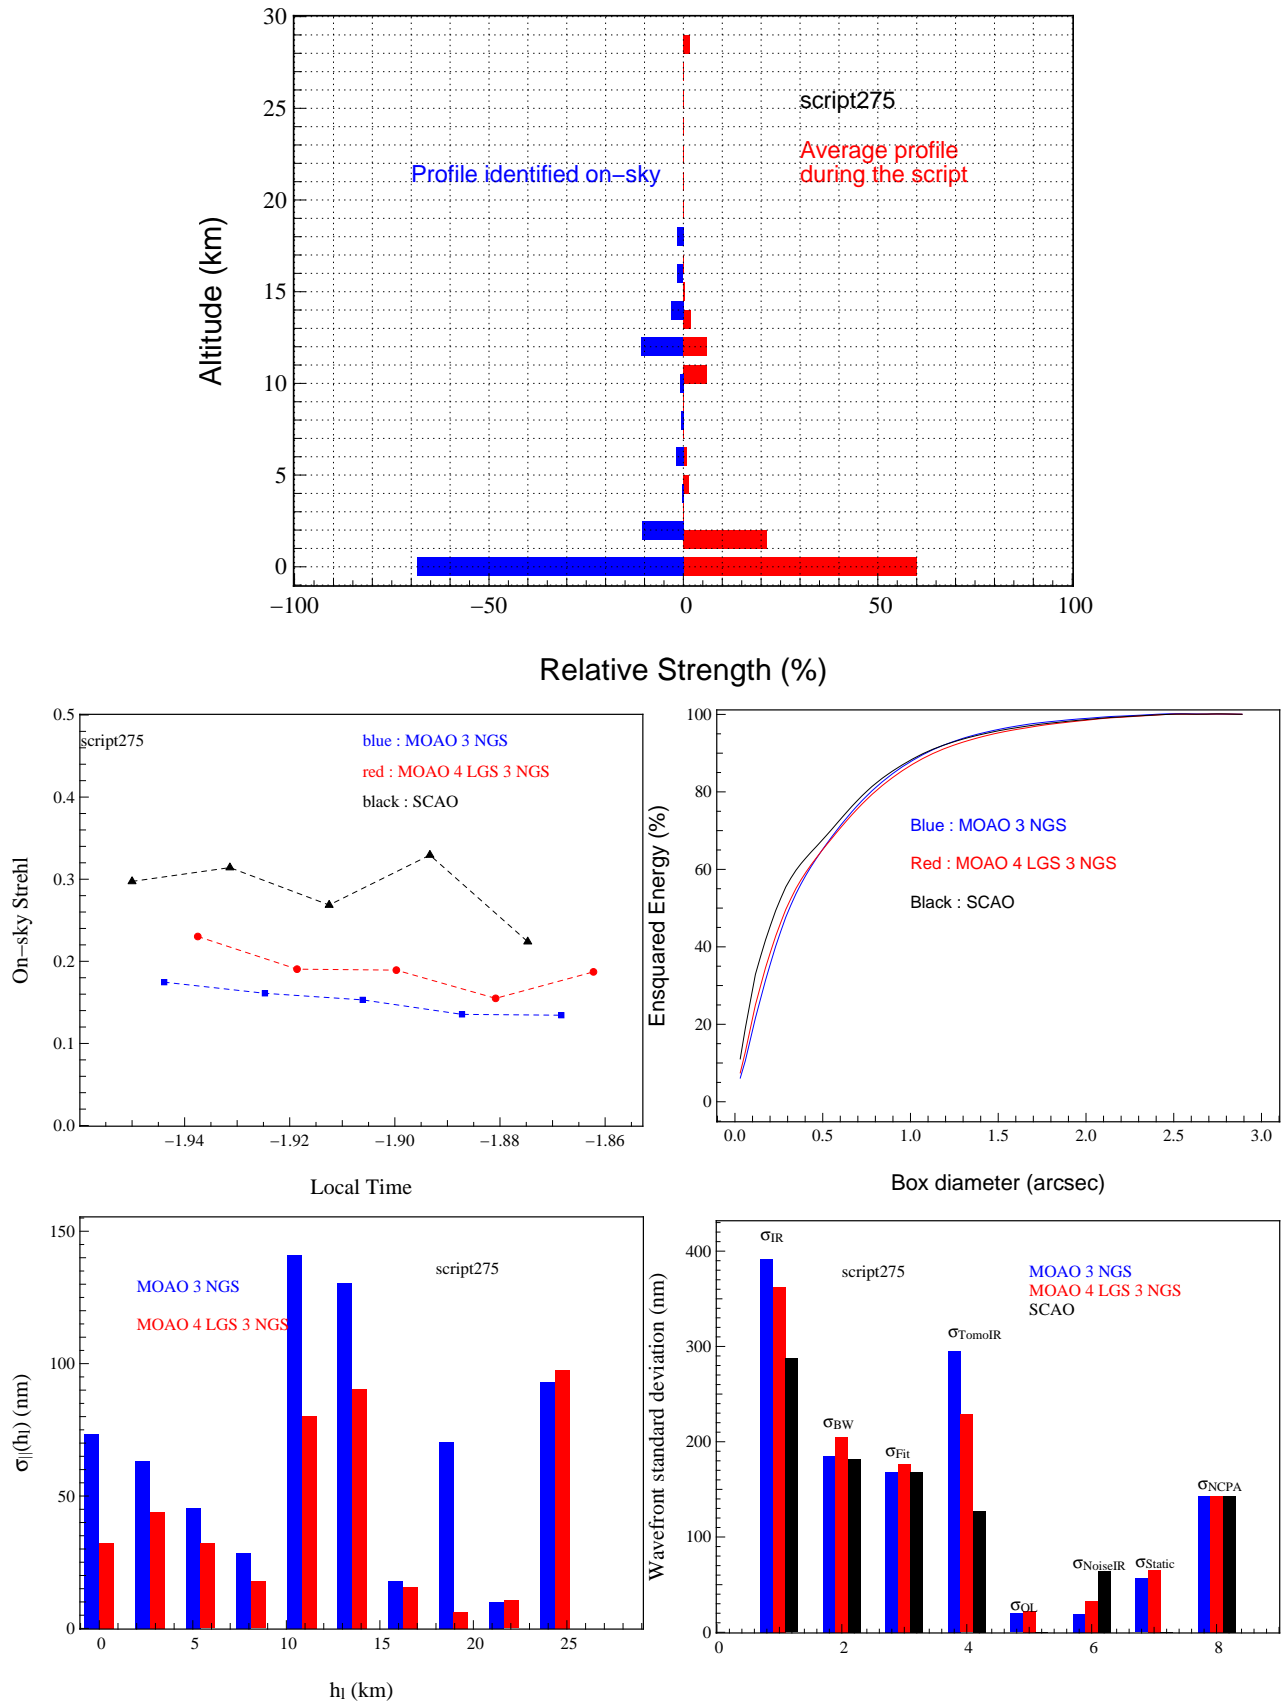 30
25
20
15
10
5
0
Altitude (km)
script275
Average profile
during the script
Profile identified on−sky
−100
−50
0
50
100
Relative Strength (%)
0.5
0.4
0.3
0.2
0.1
0.0
On−sky Strehl
script275
blue : MOAO 3 NGS
red : MOAO 4 LGS 3 NGS
black : SCAO
−1.94
−1.92
−1.90
−1.88
−1.86
Local Time
100
80
60
40
20
0
Ensquared Energy (%)
Blue : MOAO 3 NGS
Red : MOAO 4 LGS 3 NGS
Black : SCAO
0.0
0.5
1.0
1.5
2.0
2.5
3.0
Box diameter (arcsec)
150
100
50
0
σ||(hl) (nm)
script275
MOAO 3 NGS
MOAO 4 LGS 3 NGS
0
5
10
15
20
25
hl (km)
400
300
200
100
0
Wavefront standard deviation (nm)
σIR
script275
MOAO 3 NGS
MOAO 4 LGS 3 NGS
SCAO
σBW
σFit
σTomoIR
σOL
σNoiseIR
σStatic
σNCPA
0
2
4
6
8